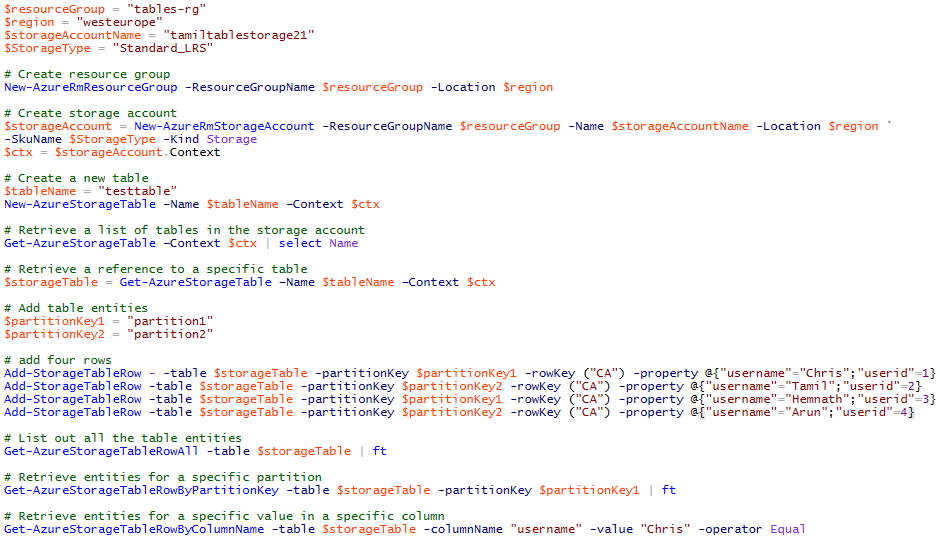 $resourceGroup = "tables-rg"
$region = "westeurope"
$storageAccountName = "tamiltablestorage21"
$StorageType = "Standard_LRS"
# Create resource group
New-AzureRmResourceGroup -ResourceGroupName $resourceGroup -Location $region
# Create storage account
$storageAccount = New-AzureRmStorageAccount -ResourceGroupName $resourceGroup -Name $storageAccountName -Location $region `
-SkuName $StorageType -Kind Storage
$ctx = $storageAccount.Context
# Create a new table
$tableName = "testtable"
New-AzureStorageTable –Name $tableName –Context $ctx
# Retrieve a list of tables in the storage account
Get-AzureStorageTable –Context $ctx | select Name
# Retrieve a reference to a specific table
$storageTable = Get-AzureStorageTable –Name $tableName –Context $ctx
# Add table entities
$partitionKey1 = "partition1"
$partitionKey2 = "partition2"
# add four rows
Add-StorageTableRow - -table $storageTable -partitionKey $partitionKey1 -rowKey ("CA") -property @{"username"="Chris";"userid"=1}
Add-StorageTableRow -table $storageTable -partitionKey $partitionKey2 -rowKey ("CA") -property @{"username"="Tamil";"userid"=2}
Add-StorageTableRow -table $storageTable -partitionKey $partitionKey1 -rowKey ("CA") -property @{"username"="Hemnath";"userid"=3}
Add-StorageTableRow -table $storageTable -partitionKey $partitionKey2 -rowKey ("CA") -property @{"username"="Arun";"userid"=4}
# List out all the table entities
Get-AzureStorageTableRowAll -table $storageTable | ft
# Retrieve entities for a specific partition
Get-AzureStorageTableRowByPartitionKey -table $storageTable -partitionKey $partitionKey1 | ft
# Retrieve entities for a specific value in a specific column
Get-AzureStorageTableRowByColumnName -table $storageTable -columnName "username" -value "Chris" -operator Equal